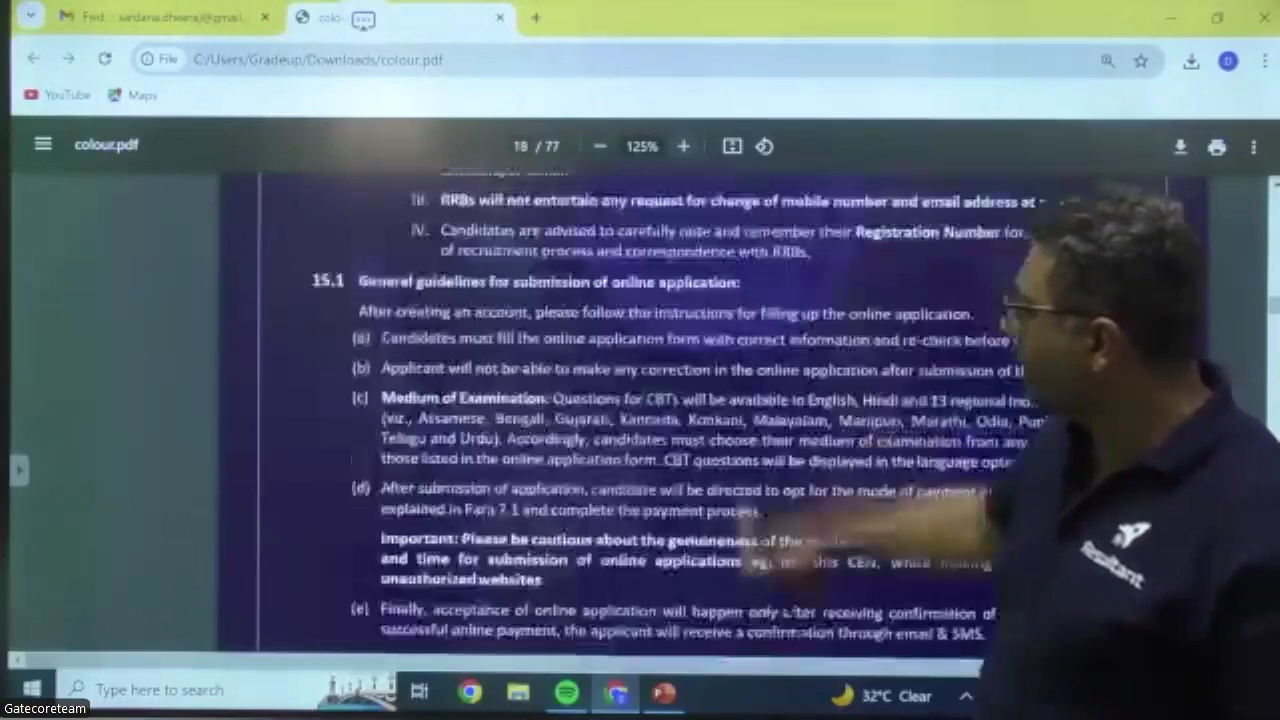 Fwd: - sardana.dheeraj@gmail.
colo
File C:/Users/Gradeup/Downloads/colour.pdf
D
YouTube Maps
colour.pdf 18 / 77 125%
III. RRBs will not entertain any request for change of mobile number and email address at
IV. Candidates are advised to carefully note and remember their Registration Number (for
of recruitment process and correspondence with RRBs.
15.1 General guidelines for submission of online application:
After creating an account, please follow the instructions for filling up the online application.
(a) Candidates must fill the online application form with correct information and re-check before
(b) Applicant will not be able to make any correction in the online application after submission of
(c) Medium of Examination: Questions for CBTs will be available in English, Hindi and 13 regional
(viz., Assamese, Bengali, Gujarati, Kannada, Konkani, Malayalam, Manipuri, Marathi, Odia,
Telugu and Urdu). Accordingly, candidates must choose their medium of examination from any
those listed in the online application form. CBT questions will be displayed in the language
(d) After submission of application, candidate will be directed to opt for the mode of payment
explained in Para 7.1 and complete the payment process.
Important: Please be cautious about the genuineness of the
and time for submission of online applications this CEN, while
unauthorized websites
(e) Finally, acceptance of online application will happen only after receiving confirmation of
successful online payment, the applicant will receive a confirmation through email & SMS.
Type here to search
32°C Clear
Gatecoreteam